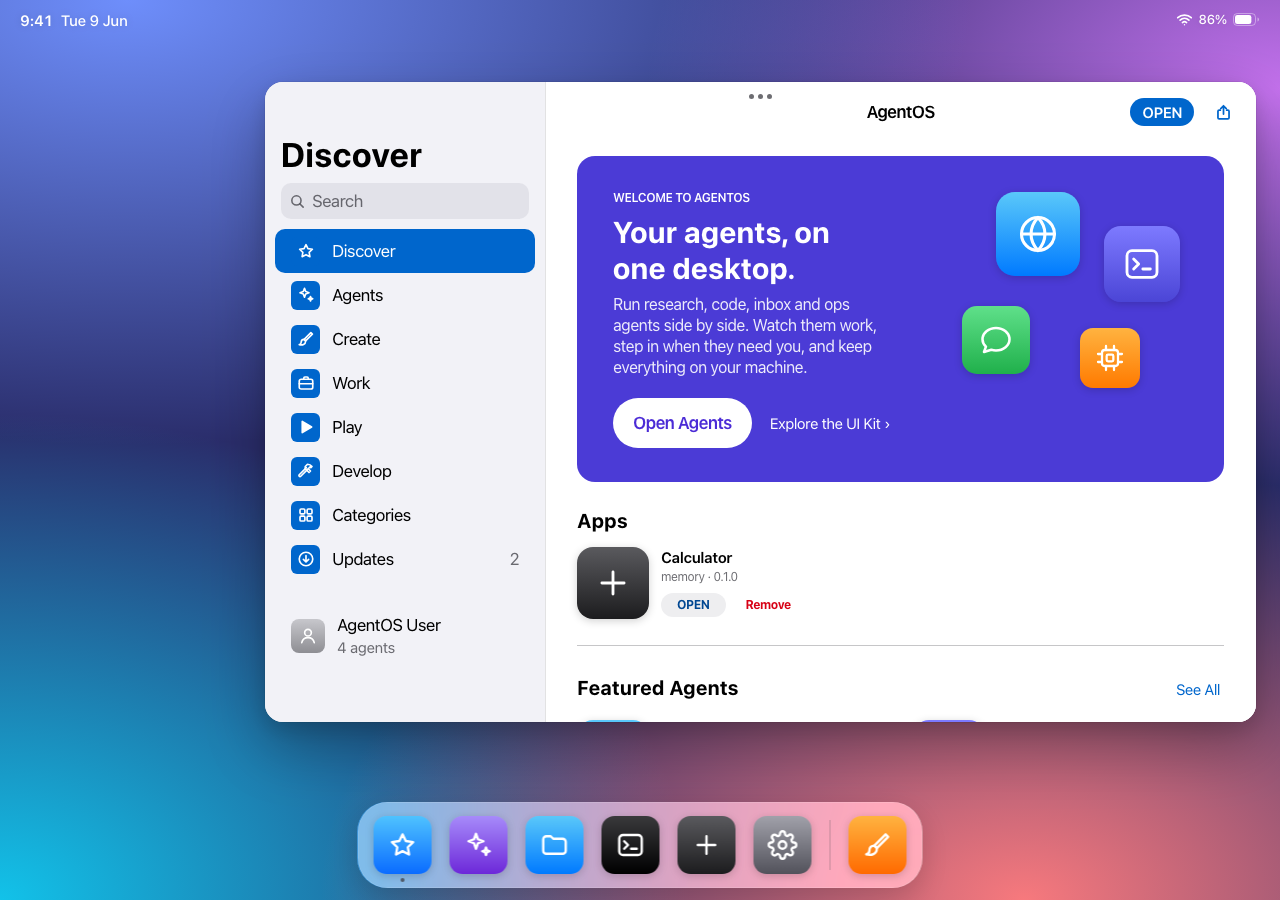 9:41 Tue 9 Jun
86%
AgentOS
OPEN
Discover
Search
Discover
Agents
Create
Work
Play
Develop
Categories
Updates 2
AgentOS User
4 agents
WELCOME TO AGENTOS
Your agents, on
one desktop.
Run research, code, inbox and ops
agents side by side. Watch them work,
step in when they need you, and keep
everything on your machine.
Open Agents
Explore the UI Kit ›
Apps
Calculator
memory · 0.1.0
OPEN
Remove
Featured Agents
See All